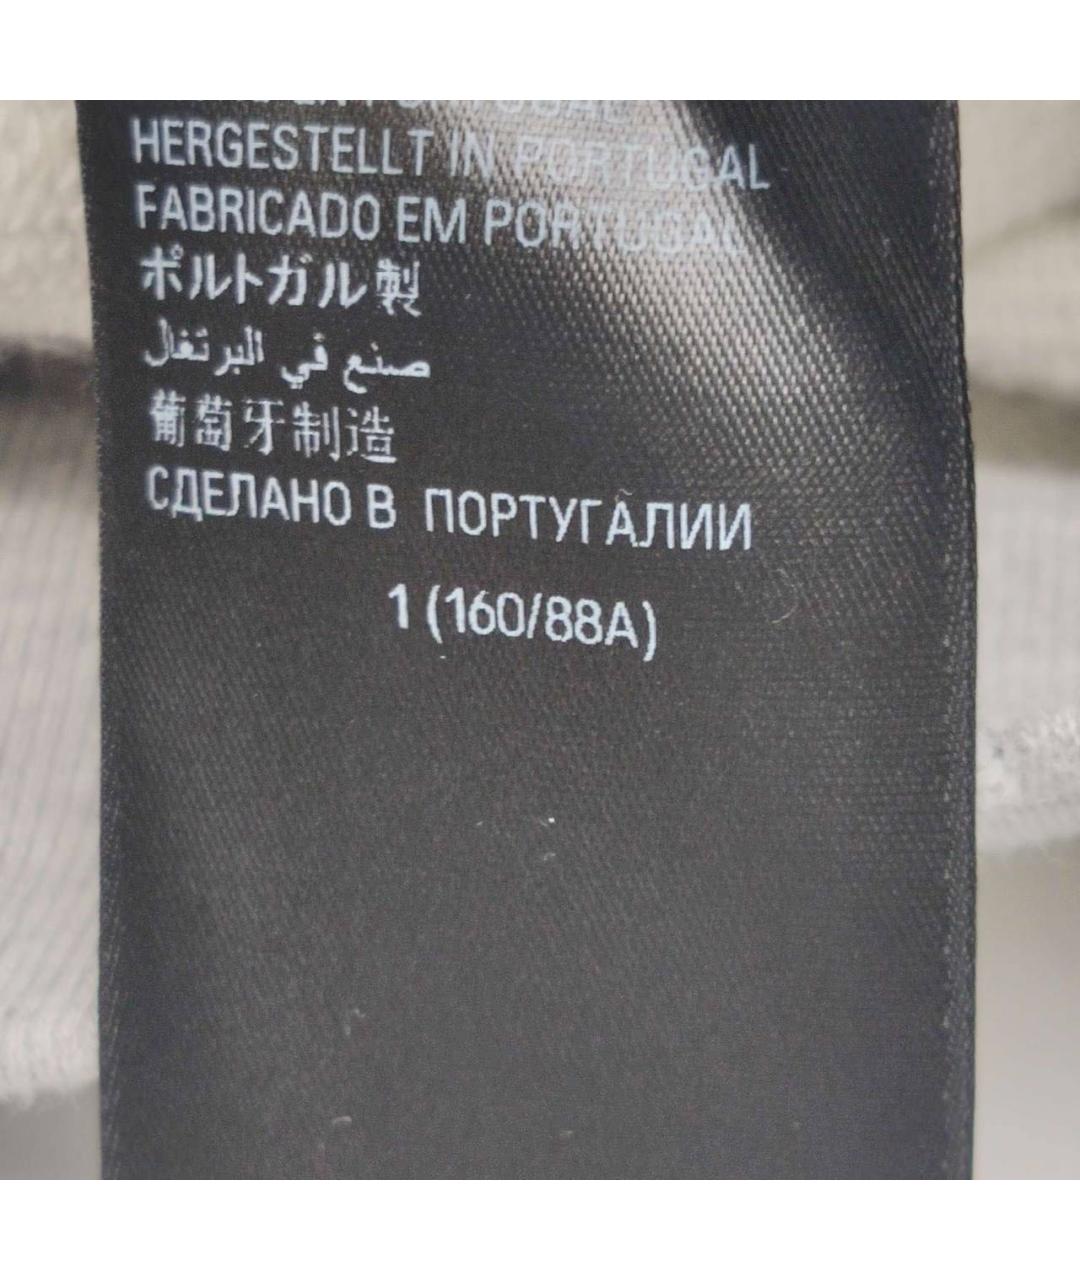 HERGESTELLT IN PORTUGAL
FABRICADO EM PORTUGAL
ポルトガル製
صنع في البرتغال
葡萄牙制造
СДЕЛАНО В ПОРТУГАЛИИ
1 (160/88A)